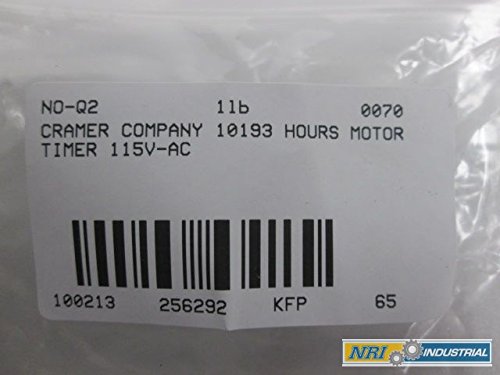 NO-Q2 1lb 0070
CRAMER COMPANY 10193 HOURS MOTOR
TIMER 115V-AC
100213 256292 KFP 65
NRI INDUSTRIAL